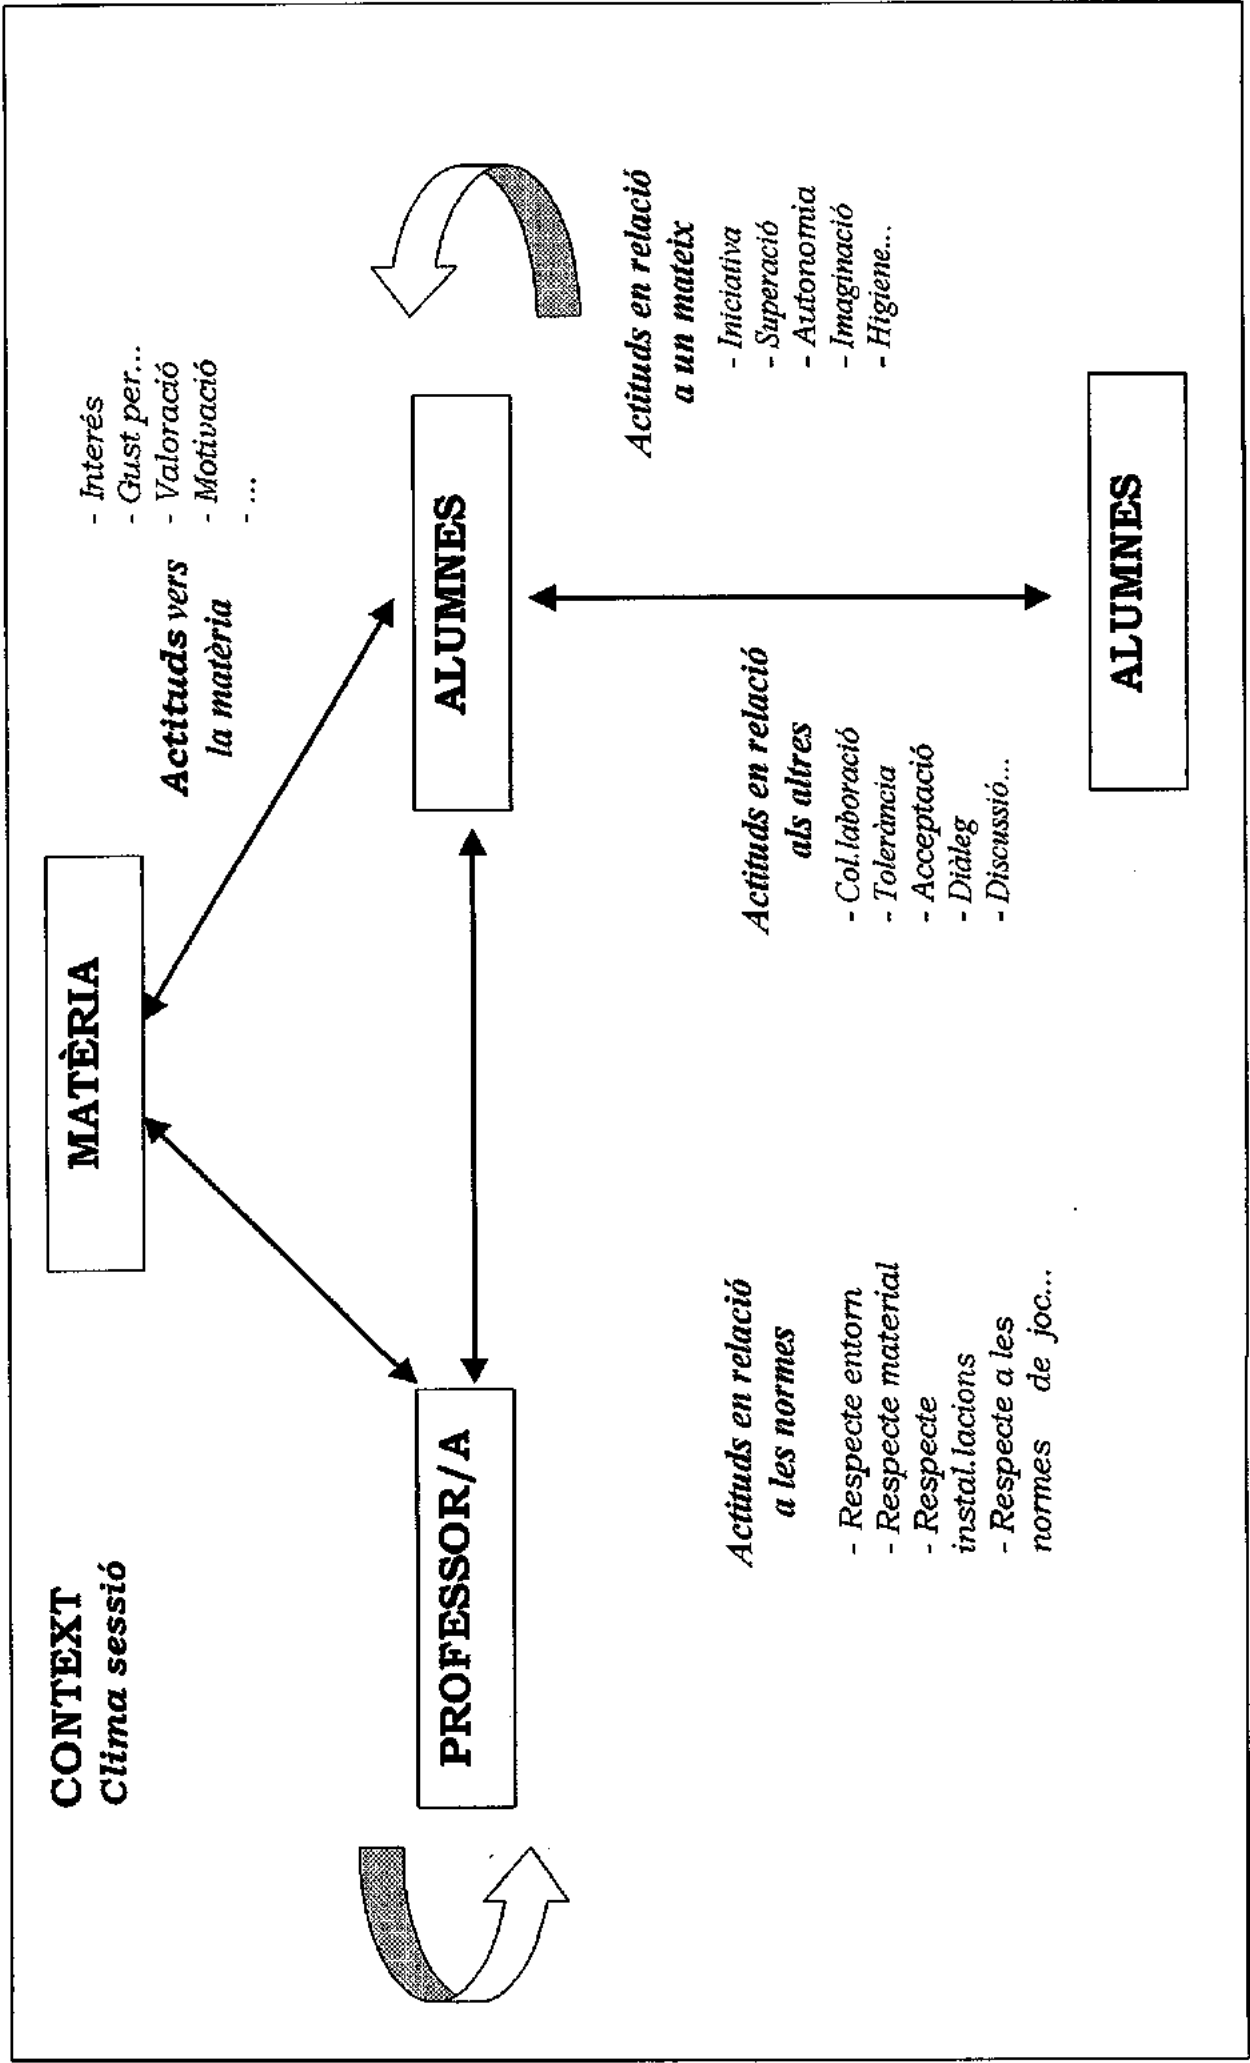 CONTEXT
Clima sessió
MATÈRIA
Actituds vers
la matèria
- Interés
- Gust per...
- Valoració
- Motivació
- ...
PROFESSOR/A
ALUMNES
Actituds en relació
a un mateix
- Iniciativa
- Superació
- Autonomia
- Imaginació
- Higiene...
Actituds en relació
als altres
- Col.laboració
- Tolerància
- Acceptació
- Diàleg
- Discussió...
Actituds en relació
a les normes
- Respecte entorn
- Respecte material
- Respecte
instal.lacions
- Respecte a les
normes de joc...
ALUMNES